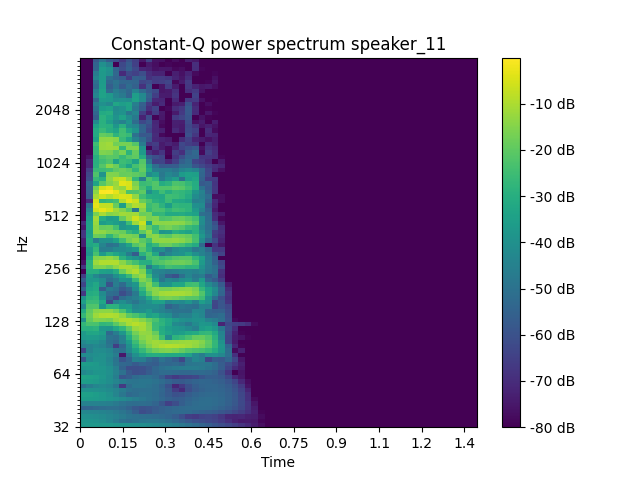 Constant-Q power spectrum speaker_11
Hz
2048
1024
512
256
128
64
32
0 0.15 0.3 0.45 0.6 0.75 0.9 1.1 1.2 1.4
Time
-10 dB
-20 dB
-30 dB
-40 dB
-50 dB
-60 dB
-70 dB
-80 dB